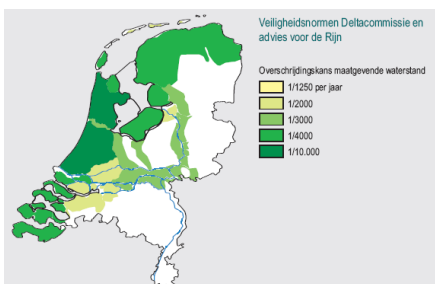 Veiligheidsnormen Deltacommissie en
advies voor de Rijn
Overschrijdingskans maatgevende waterstand
1/1250 per jaar
1/2000
1/3000
1/4000
1/10.000